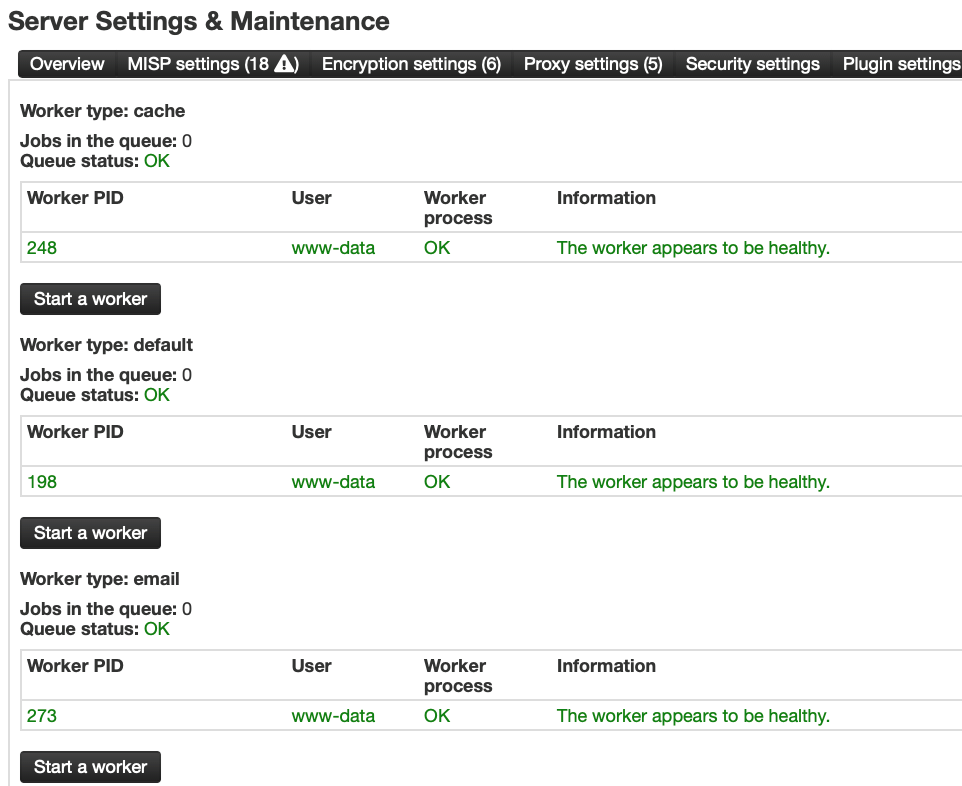 Server Settings & Maintenance
Overview MISP settings (18 ⚠) Encryption settings (6) Proxy settings (5) Security settings Plugin settings
Worker type: cache
Jobs in the queue: 0
Queue status: OK
Worker PID User Worker process Information
248 www-data OK The worker appears to be healthy.
Start a worker
Worker type: default
Jobs in the queue: 0
Queue status: OK
Worker PID User Worker process Information
198 www-data OK The worker appears to be healthy.
Start a worker
Worker type: email
Jobs in the queue: 0
Queue status: OK
Worker PID User Worker process Information
273 www-data OK The worker appears to be healthy.
Start a worker